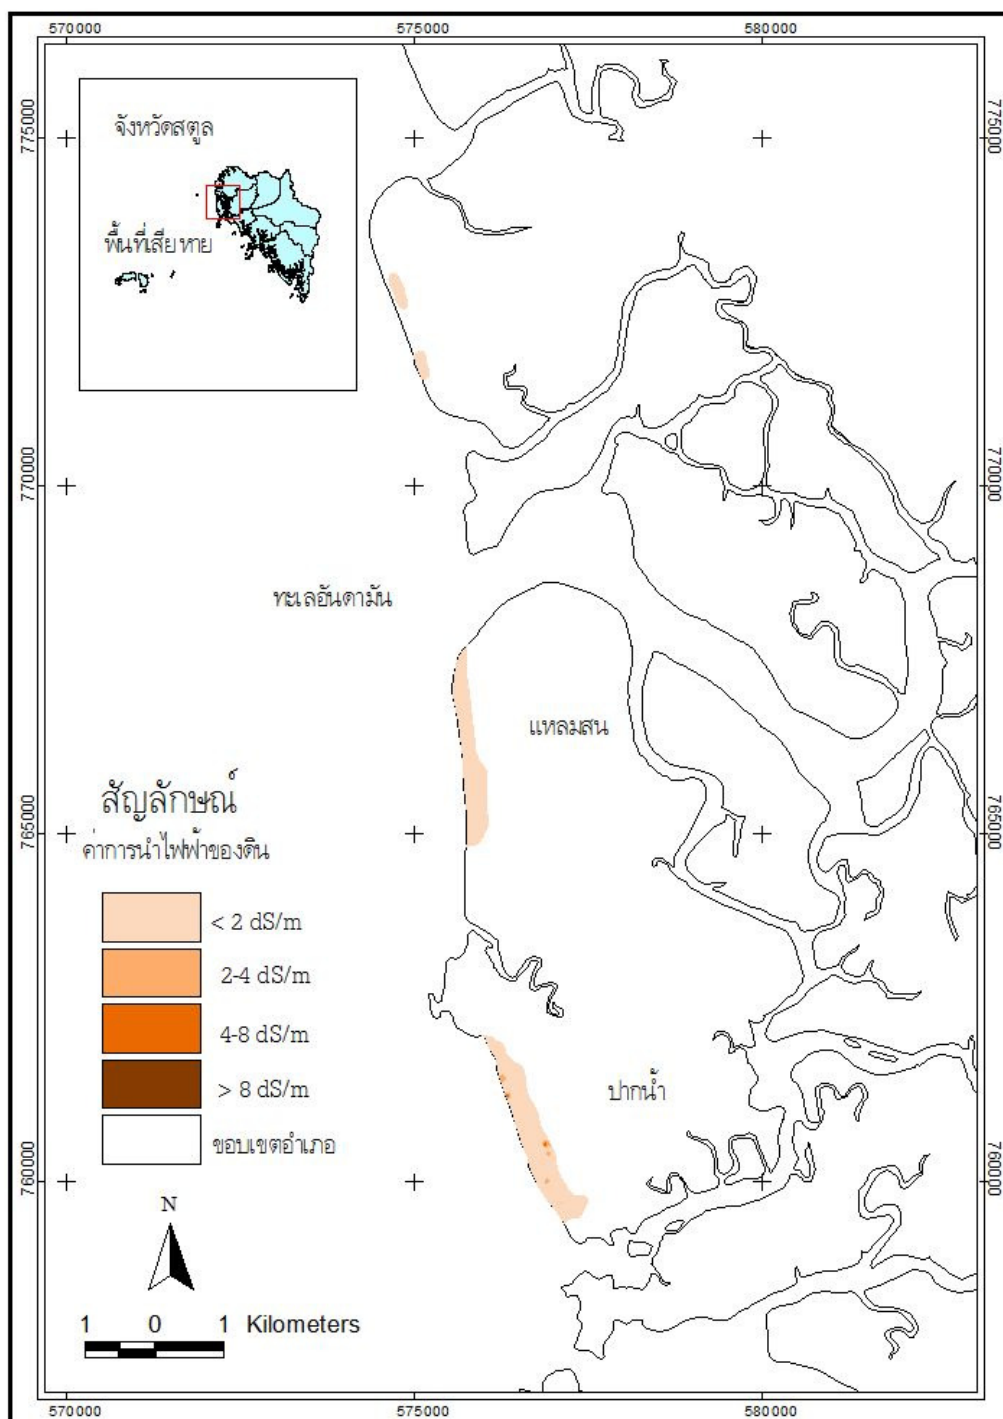 570000 575000 580000
จังหวัดสตูล
พื้นที่เสียหาย
775000
775000
770000
770000
ทะเลอันดามัน
แหลมสน
สัญลักษณ์
ค่าการนำไฟฟ้าของดิน
765000
765000
< 2 dS/m
2-4 dS/m
4-8 dS/m
> 8 dS/m
ขอบเขตอำเภอ
ปากน้ำ
760000
760000
N
1 0 1 Kilometers
570000 575000 580000